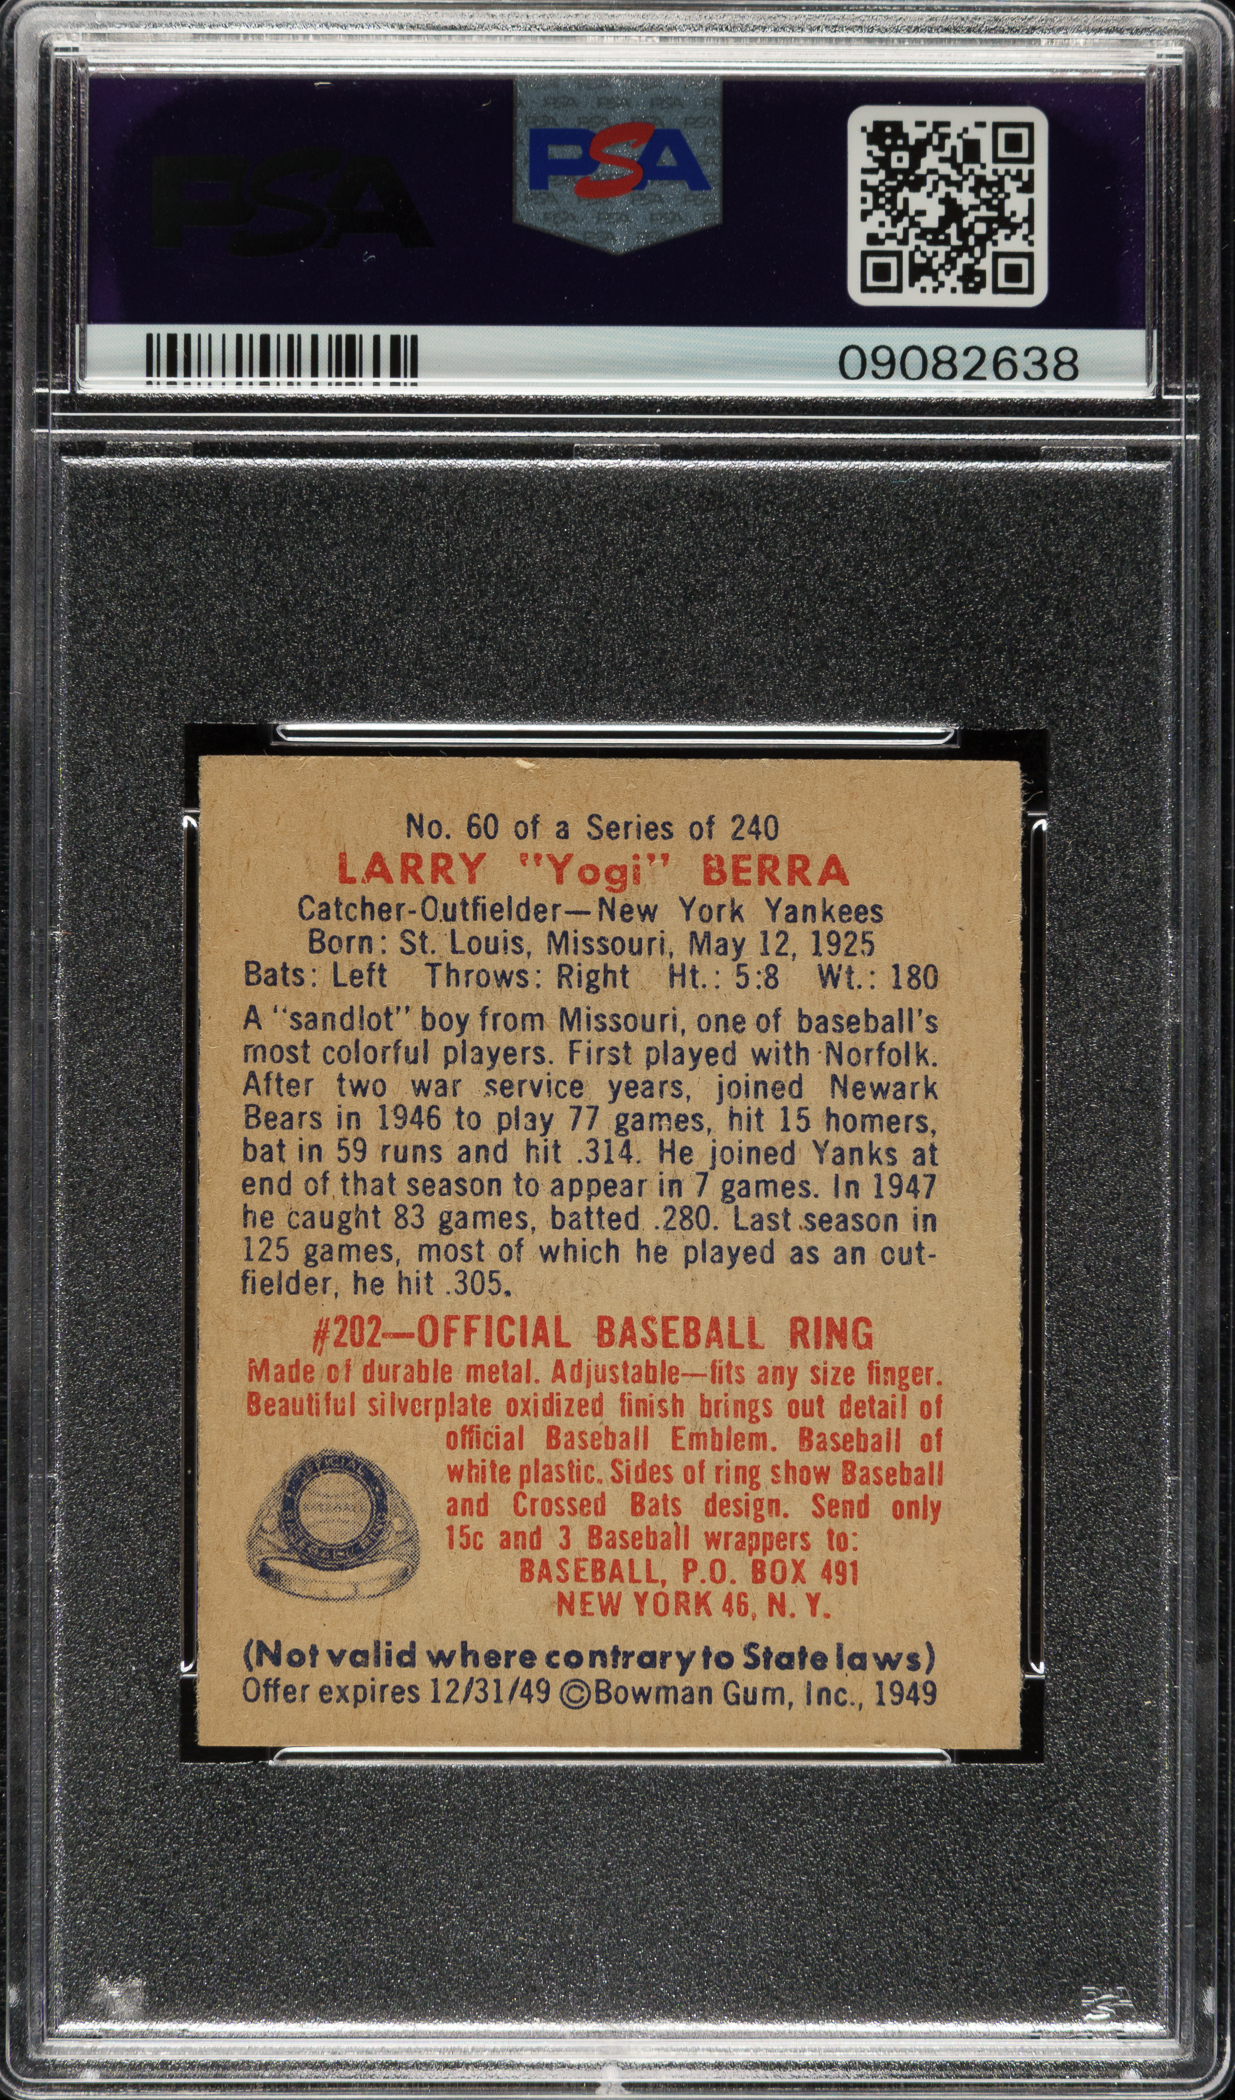 PSA
PSA
09082638
No. 60 of a Series of 240
LARRY "Yogi" BERRA
Catcher-Outfielder—New York Yankees
Born: St. Louis, Missouri, May 12, 1925
Bats: Left Throws: Right Ht.: 5:8 Wt.: 180
A "sandlot" boy from Missouri, one of baseball's
most colorful players. First played with Norfolk.
After two war service years, joined Newark
Bears in 1946 to play 77 games, hit 15 homers,
bat in 59 runs and hit .314. He joined Yanks at
end of that season to appear in 7 games. In 1947
he caught 83 games, batted .280. Last season in
125 games, most of which he played as an out-
fielder, he hit .305.
#202—OFFICIAL BASEBALL RING
Made of durable metal. Adjustable—fits any size finger.
Beautiful silverplate oxidized finish brings out detail of
official Baseball Emblem. Baseball of
white plastic. Sides of ring show Baseball
and Crossed Bats design. Send only
15c and 3 Baseball wrappers to:
BASEBALL, P.O. BOX 491
NEW YORK 46, N. Y.
OFFICIAL
(Not valid where contrary to State laws)
Offer expires 12/31/49 ©Bowman Gum, Inc., 1949